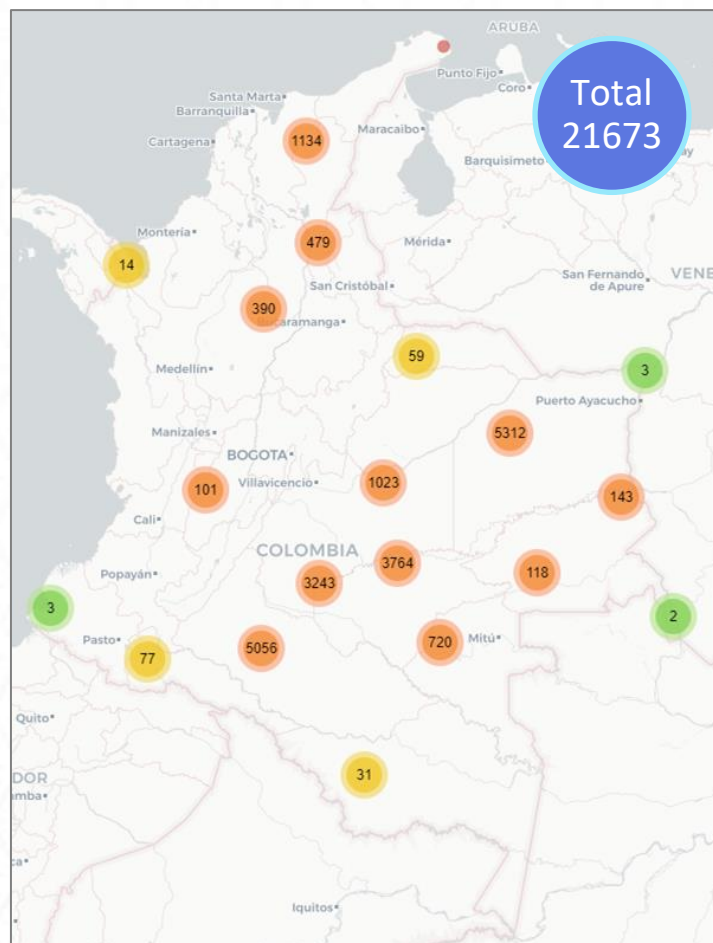 ARUBA
Total
21673
Punto Fijo
Coro
Santa Marta
Barranquilla
Cartagena
1134
Maracaibo
Barquisimeto
Montería
479
Mérida
14
San Cristóbal
San Fernando
de Apure
VENE
390
Bucaramanga
59
3
Medellín
Puerto Ayacucho
5312
Manizales
BOGOTA
101
Villavicencio
1023
143
Cali
COLOMBIA
3764
118
Popayán
3243
3
2
Pasto
5056
720
Mitú
77
Quito
31
DOR
mba
ca
Iquitos